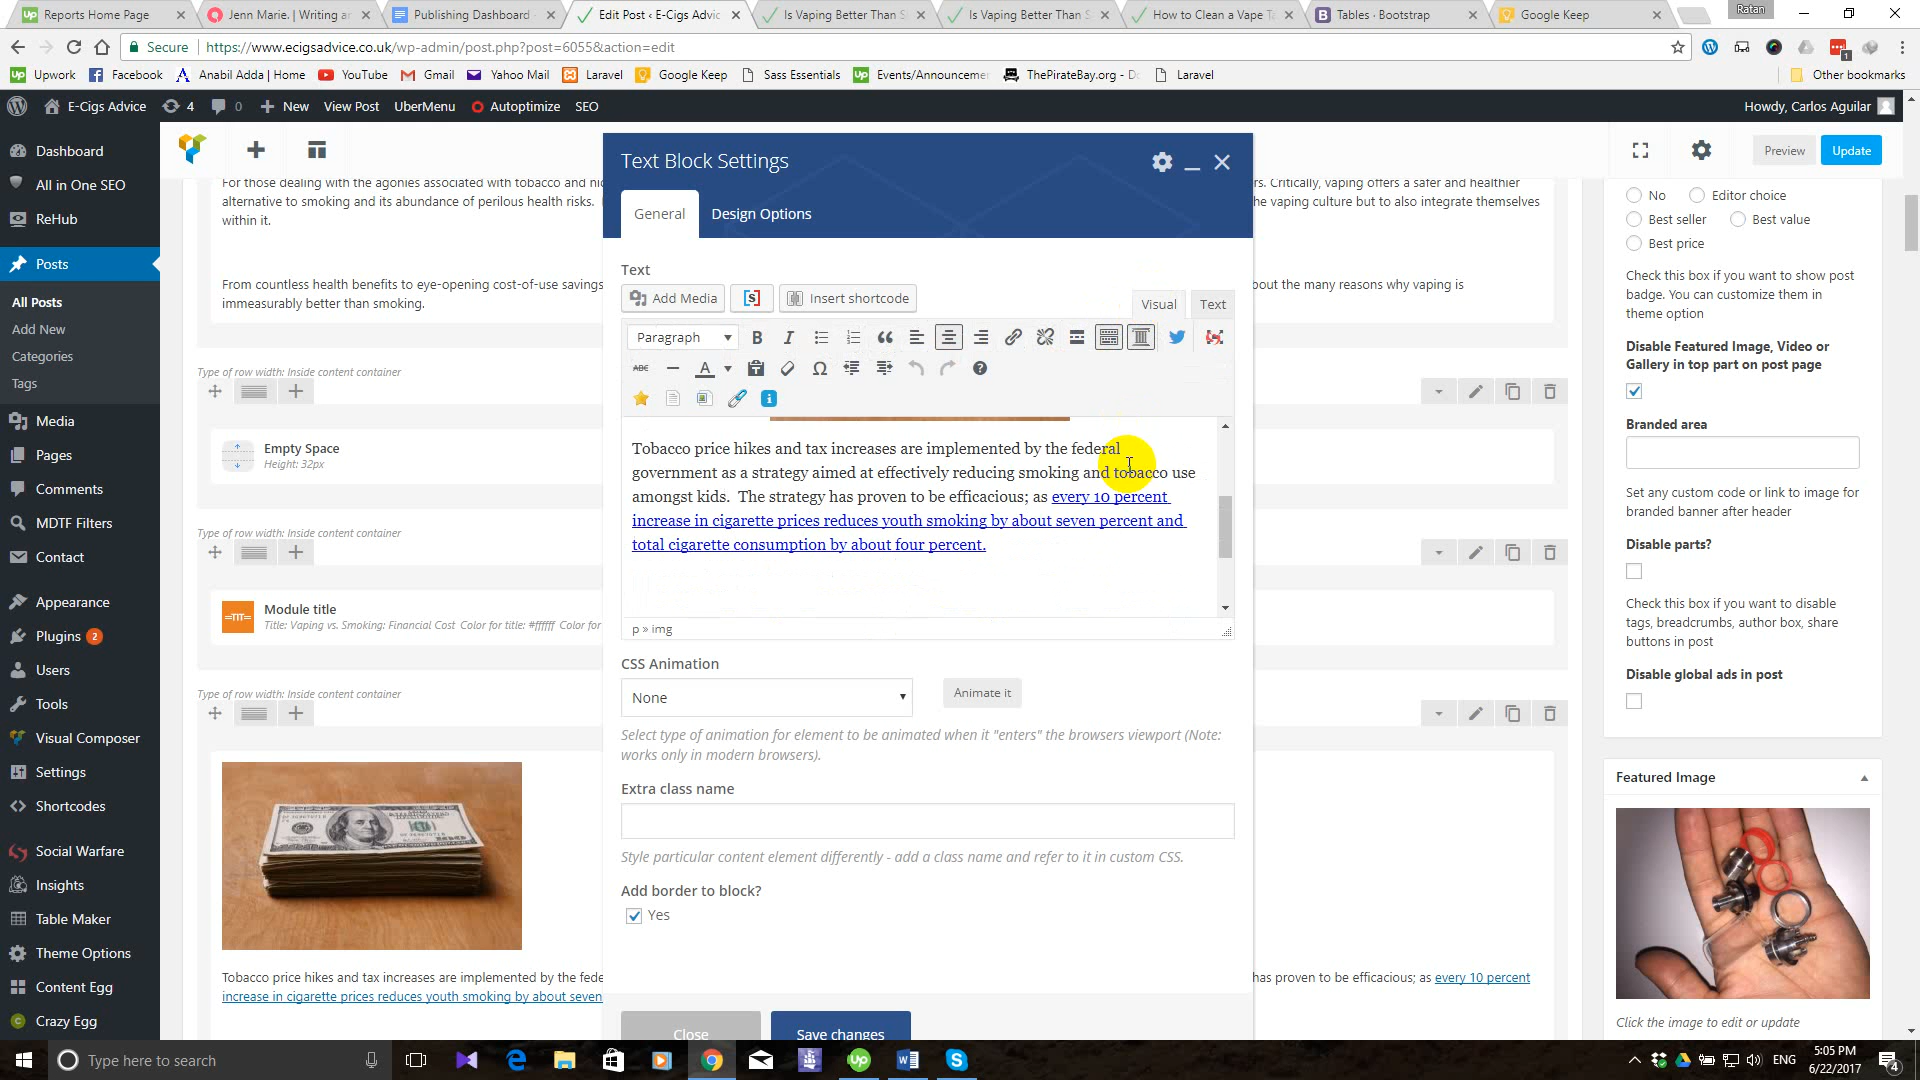 Reports Home Page
Jenn Marie. | Writing
Publishing Dashboard
Edit Post ‹ E-Cigs Advic
Is Vaping Better Than S
Is Vaping Better Than S
How to Clean a Vape T
Tables · Bootstrap
Google Keep
Ratan
Secure
https://www.ecigsadvice.co.uk/wp-admin/post.php?post=6055&action=edit
Upwork
Facebook
Anabil Adda | Home
YouTube
Gmail
Yahoo Mail
Laravel
Google Keep
Sass Essentials
Events/Announcemen
ThePirateBay.org - D
Laravel
Other bookmarks
E-Cigs Advice
4
0
New
View Post
UberMenu
Autoptimize
SEO
Howdy, Carlos Aguilar
Dashboard
All in One SEO
ReHub
Posts
All Posts
Add New
Categories
Tags
Media
Pages
Comments
MDTF Filters
Contact
Appearance
Plugins 2
Users
Tools
Visual Composer
Settings
Shortcodes
Social Warfare
Insights
Table Maker
Theme Options
Content Egg
Crazy Egg
Preview
Update
For those dealing with the agonies associated with tobacco and
rs. Critically, vaping offers a safer and healthier
alternative to smoking and its abundance of perilous health risks.
he vaping culture but to also integrate themselves
within it.
From countless health benefits to eye-opening cost-of-use savings
out the many reasons why vaping is
immeasurably better than smoking.
Type of row width: Inside content container
Empty Space
Height: 32px
Type of row width: Inside content container
Module title
Title: Vaping vs. Smoking: Financial Cost Color for title: #ffffff Color for
Type of row width: Inside content container
Tobacco price hikes and tax increases are implemented by the fede
has proven to be efficacious; as every 10 percent
increase in cigarette prices reduces youth smoking by about seven
Text Block Settings
General
Design Options
Text
Add Media
[S]
Insert shortcode
Visual
Text
Paragraph
B
I
ABC
A
Tobacco price hikes and tax increases are implemented by the federal
government as a strategy aimed at effectively reducing smoking and tobacco use
amongst kids. The strategy has proven to be efficacious; as every 10 percent
increase in cigarette prices reduces youth smoking by about seven percent and
total cigarette consumption by about four percent.
p » img
CSS Animation
None
Animate it
Select type of animation for element to be animated when it "enters" the browsers viewport (Note:
works only in modern browsers).
Extra class name
Style particular content element differently - add a class name and refer to it in custom CSS.
Add border to block?
Yes
Close
Save changes
No
Editor choice
Best seller
Best value
Best price
Check this box if you want to show post
badge. You can customize them in
theme option
Disable Featured Image, Video or
Gallery in top part on post page
Branded area
Set any custom code or link to image for
branded banner after header
Disable parts?
Check this box if you want to disable
tags, breadcrumbs, author box, share
buttons in post
Disable global ads in post
Featured Image
Click the image to edit or update
Type here to search
ENG
5:05 PM
6/22/2017
4